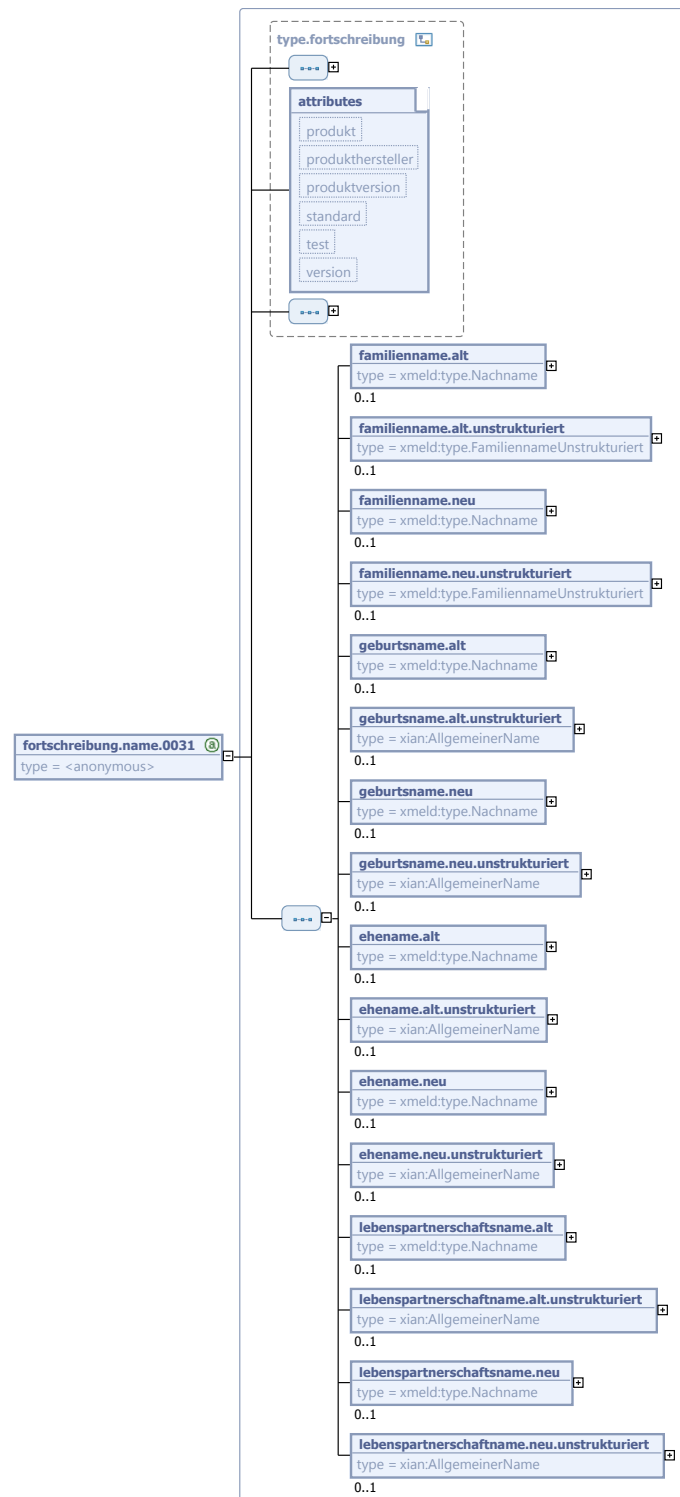 type.fortschreibung
attributes
produkt
produkthersteller
produktversion
standard
test
version
familienname.alt
type = xmeld:type.Nachname
0..1
familienname.alt.unstrukturiert
type = xmeld:type.FamiliennameUnstrukturiert
0..1
familienname.neu
type = xmeld:type.Nachname
0..1
familienname.neu.unstrukturiert
type = xmeld:type.FamiliennameUnstrukturiert
0..1
geburtsname.alt
type = xmeld:type.Nachname
0..1
geburtsname.alt.unstrukturiert
type = xian:AllgemeinerName
0..1
fortschreibung.name.0031 a
type = <anonymous>
geburtsname.neu
type = xmeld:type.Nachname
0..1
geburtsname.neu.unstrukturiert
type = xian:AllgemeinerName
0..1
ehename.alt
type = xmeld:type.Nachname
0..1
ehename.alt.unstrukturiert
type = xian:AllgemeinerName
0..1
ehename.neu
type = xmeld:type.Nachname
0..1
ehename.neu.unstrukturiert
type = xian:AllgemeinerName
0..1
lebenspartnerschaftsname.alt
type = xmeld:type.Nachname
0..1
lebenspartnerschaftname.alt.unstrukturiert
type = xian:AllgemeinerName
0..1
lebenspartnerschaftsname.neu
type = xmeld:type.Nachname
0..1
lebenspartnerschaftname.neu.unstrukturiert
type = xian:AllgemeinerName
0..1